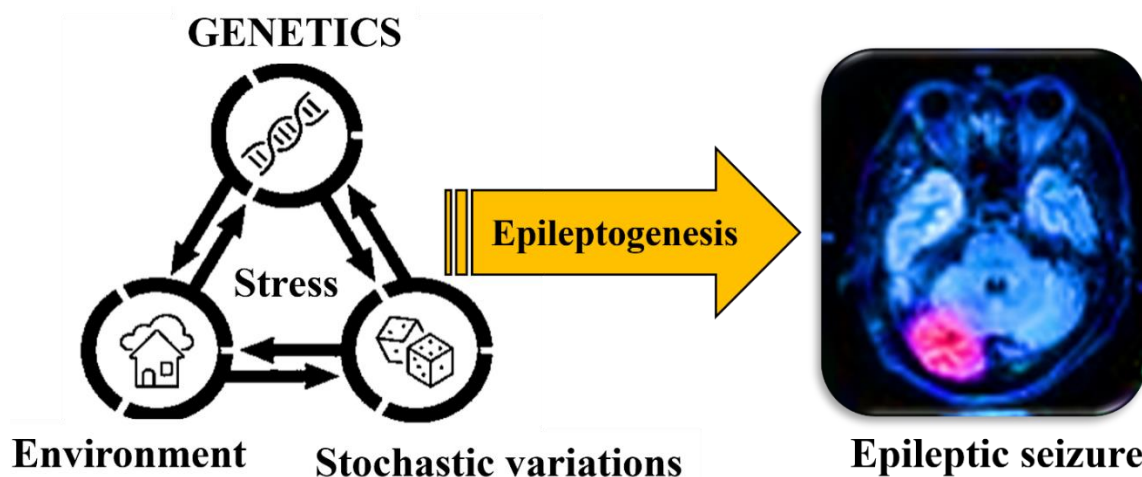 GENETICS
Epileptogenesis
Stress
Environment
Stochastic variations
Epileptic seizure